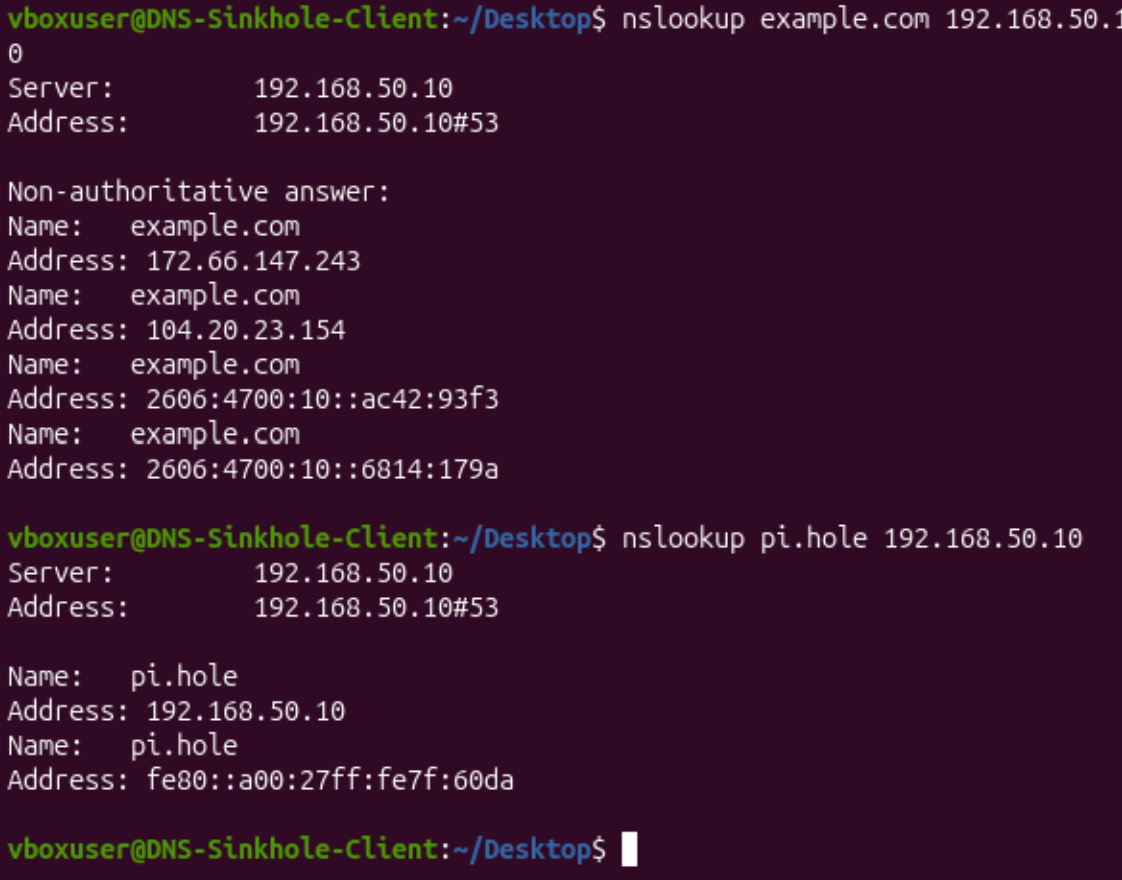 vboxuser@DNS-Sinkhole-Client:~/Desktop$ nslookup example.com 192.168.50.1
0
Server:         192.168.50.10
Address:        192.168.50.10#53

Non-authoritative answer:
Name:   example.com
Address: 172.66.147.243
Name:   example.com
Address: 104.20.23.154
Name:   example.com
Address: 2606:4700:10::ac42:93f3
Name:   example.com
Address: 2606:4700:10::6814:179a

vboxuser@DNS-Sinkhole-Client:~/Desktop$ nslookup pi.hole 192.168.50.10
Server:         192.168.50.10
Address:        192.168.50.10#53

Name:   pi.hole
Address: 192.168.50.10
Name:   pi.hole
Address: fe80::a00:27ff:fe7f:60da

vboxuser@DNS-Sinkhole-Client:~/Desktop$